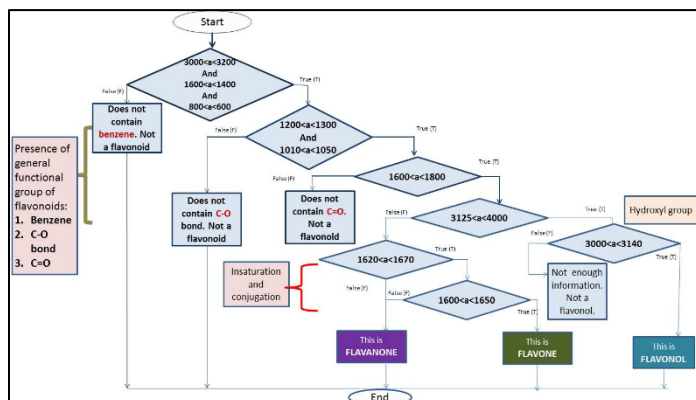 Start
3000<a<3200
And
1600<a<1400
And
800<a<600
False (F)
True (T)
Does not
contain
benzene. Not
a flavonoid
Presence of
general
functional
group of
flavonoids:
1. Benzene
2. C-O
bond
3. C=O
1200<a<1300
And
1010<a<1050
False (F)
True (T)
Does not
contain C-O
bond. Not a
flavonoid
1600<a<1800
False (F)
True (T)
Does not
contain C=O.
Not a
flavonoid
3125<a<4000
False (F)
True (T)
Hydroxyl group
3000<a<3140
False (F)
True (T)
Not enough
information.
Not a
flavonol.
Insaturation
and
conjugation
1620<a<1670
False (F)
True (T)
1600<a<1650
False (F)
True (T)
This is
FLAVANONE
This is
FLAVONE
This is
FLAVONOL
End